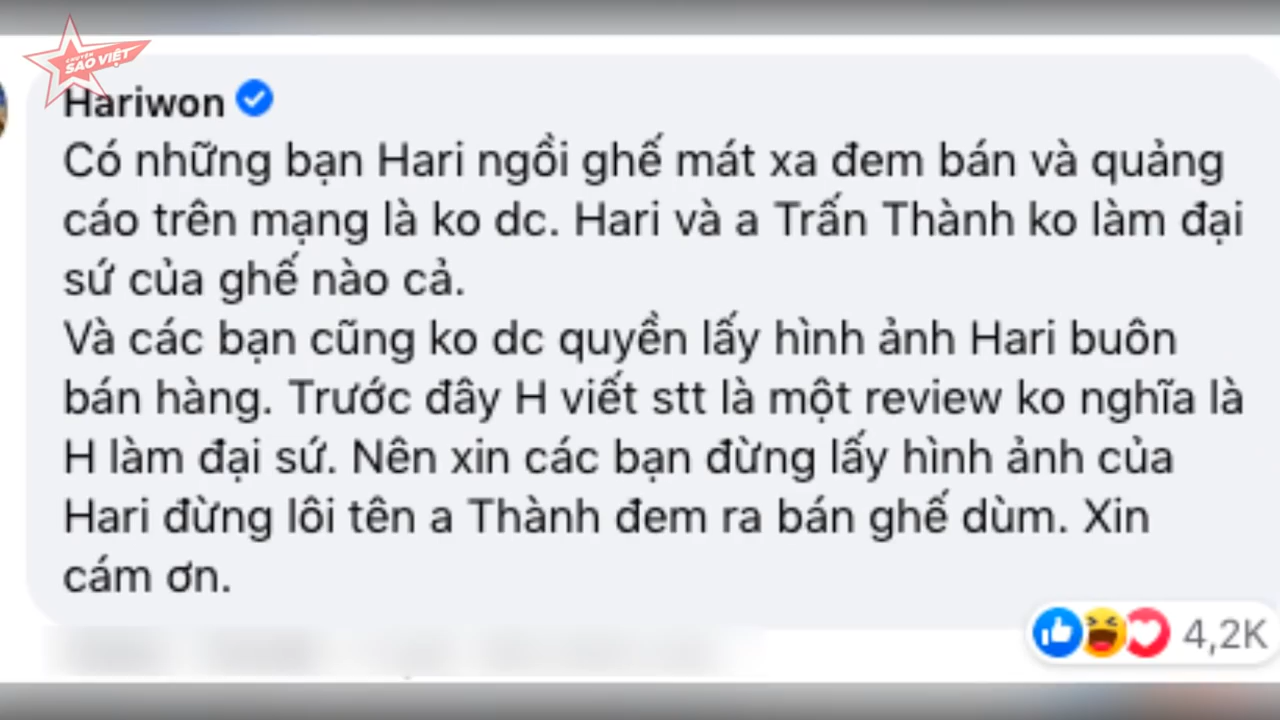 CHUYỆN
SAO VIỆT
Hariwon
Có những bạn Hari ngồi ghế mát xa đem bán và quảng
cáo trên mạng là ko dc. Hari và a Trấn Thành ko làm đại
sứ của ghế nào cả.
Và các bạn cũng ko dc quyền lấy hình ảnh Hari buôn
bán hàng. Trước đây H viết stt là một review ko nghĩa là
H làm đại sứ. Nên xin các bạn đừng lấy hình ảnh của
Hari đừng lôi tên a Thành đem ra bán ghế dùm. Xin
cám ơn.
4,2K